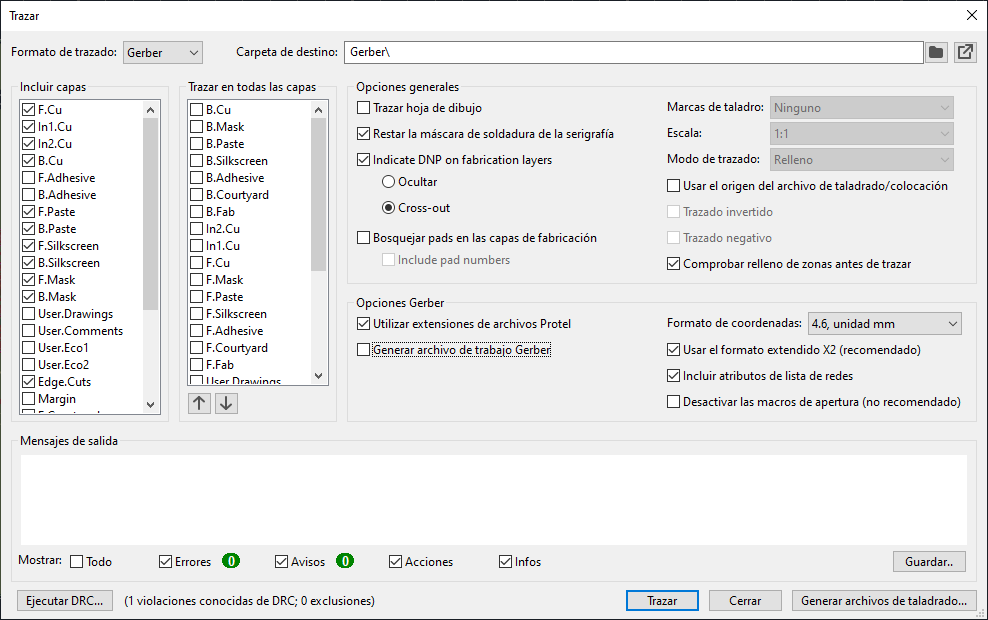 Trazar
Formato de trazado: Gerber
Carpeta de destino: Gerber\
Incluir capas
F.Cu
In1.Cu
In2.Cu
B.Cu
F.Adhesive
B.Adhesive
F.Paste
B.Paste
F.Silkscreen
B.Silkscreen
F.Mask
B.Mask
User.Drawings
User.Comments
User.Eco1
User.Eco2
Edge.Cuts
Margin
Trazar en todas las capas
B.Cu
B.Mask
B.Paste
B.Silkscreen
B.Adhesive
B.Courtyard
B.Fab
In2.Cu
In1.Cu
F.Cu
F.Mask
F.Paste
F.Silkscreen
F.Adhesive
F.Courtyard
F.Fab
User.Drawings
Opciones generales
Trazar hoja de dibujo
Restar la máscara de soldadura de la serigrafía
Indicate DNP on fabrication layers
Ocultar
Cross-out
Bosquejar pads en las capas de fabricación
Include pad numbers
Marcas de taladro: Ninguno
Escala: 1:1
Modo de trazado: Relleno
Usar el origen del archivo de taladrado/colocación
Trazado invertido
Trazado negativo
Comprobar relleno de zonas antes de trazar
Opciones Gerber
Utilizar extensiones de archivos Protel
Generar archivo de trabajo Gerber
Formato de coordenadas: 4.6, unidad mm
Usar el formato extendido X2 (recomendado)
Incluir atributos de lista de redes
Desactivar las macros de apertura (no recomendado)
Mensajes de salida
Mostrar: Todo Errores 0 Avisos 0 Acciones Infos Guardar..
Ejecutar DRC... (1 violaciones conocidas de DRC; 0 exclusiones) Trazar Cerrar Generar archivos de taladrado...